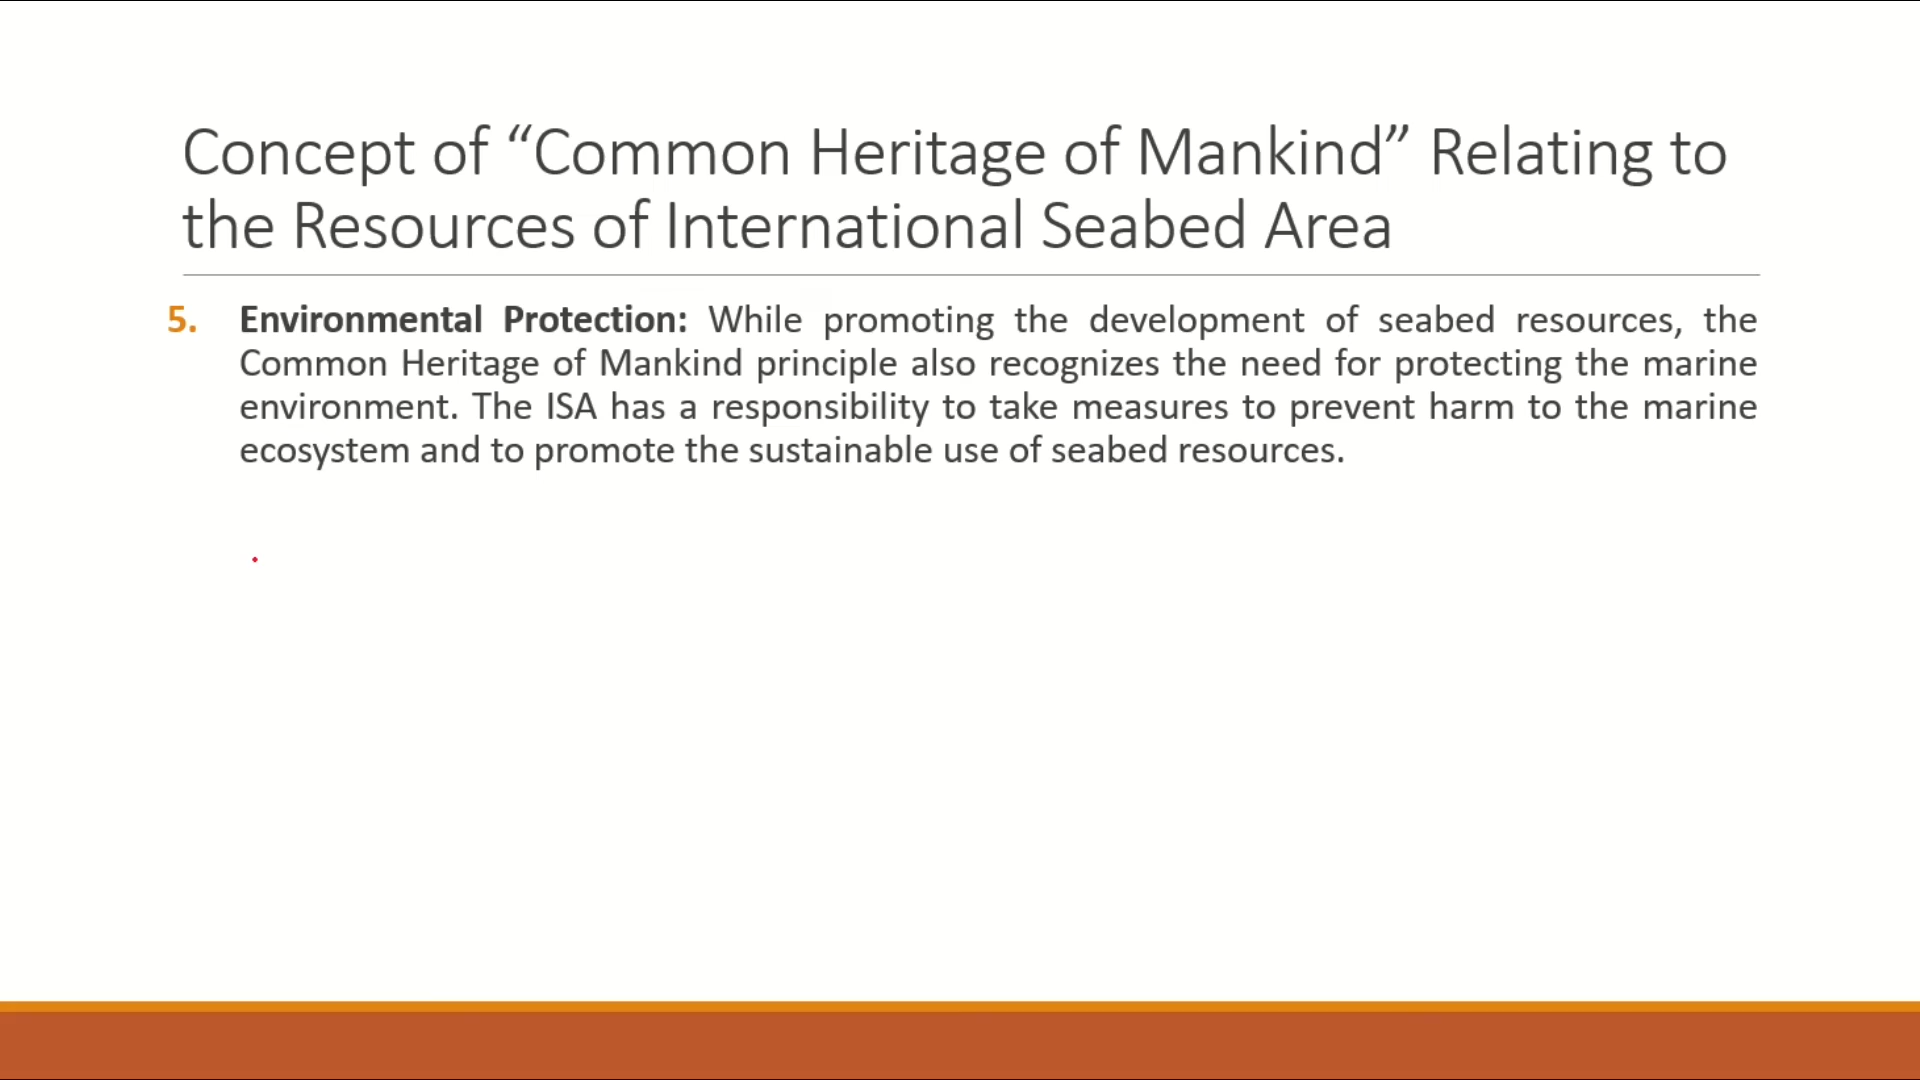 Concept of “Common Heritage of Mankind” Relating to
the Resources of International Seabed Area
5. Environmental Protection: While promoting the development of seabed resources, the
Common Heritage of Mankind principle also recognizes the need for protecting the marine
environment. The ISA has a responsibility to take measures to prevent harm to the marine
ecosystem and to promote the sustainable use of seabed resources.